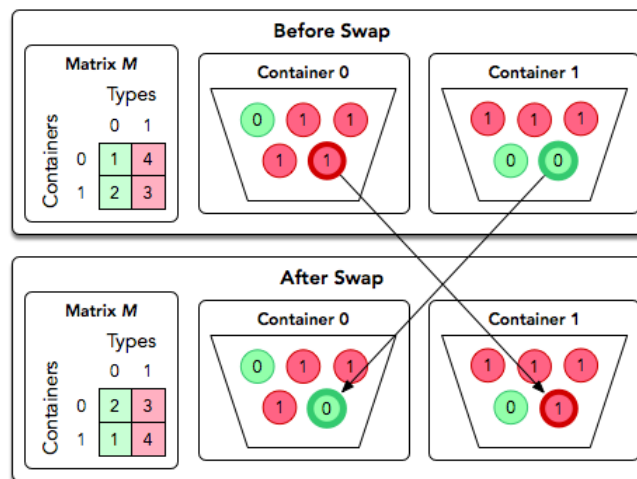 Before Swap
Matrix M
Types
0 1
Containers
0 1 4
1 2 3
Container 0
0 1 1
1 1
Container 1
1 1 1
0 0
After Swap
Matrix M
Types
0 1
Containers
0 2 3
1 1 4
Container 0
0 1 1
1 0
Container 1
1 1 1
0 1